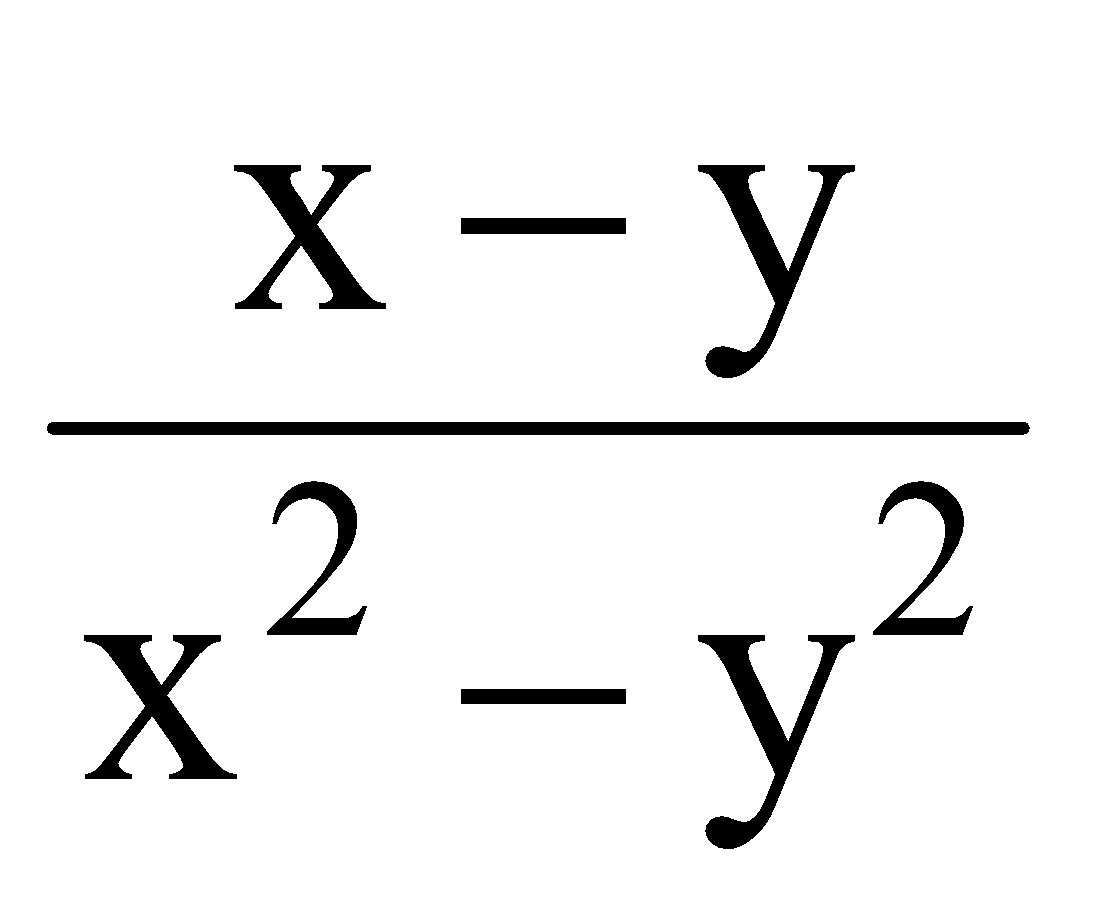 x − y
x² − y²